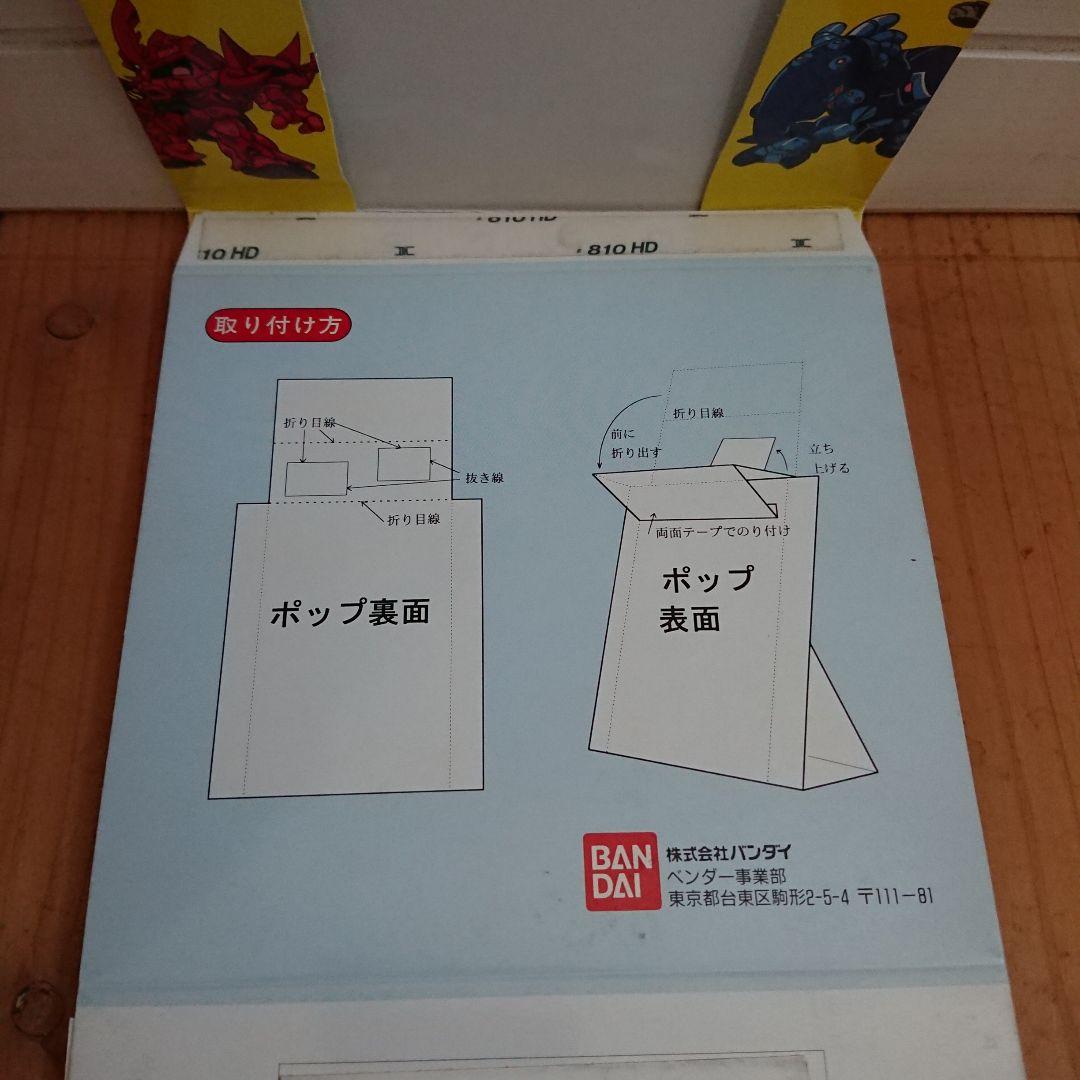 810 HD
10 HD
810 HD
取り付け方
折り目線
抜き線
折り目線
ポップ裏面
折り目線
前に
折り出す
立ち
上げる
両面テープでのり付け
ポップ
表面
BAN
DAI
株式会社バンダイ
ベンダー事業部
東京都台東区駒形2-5-4 〒111-81